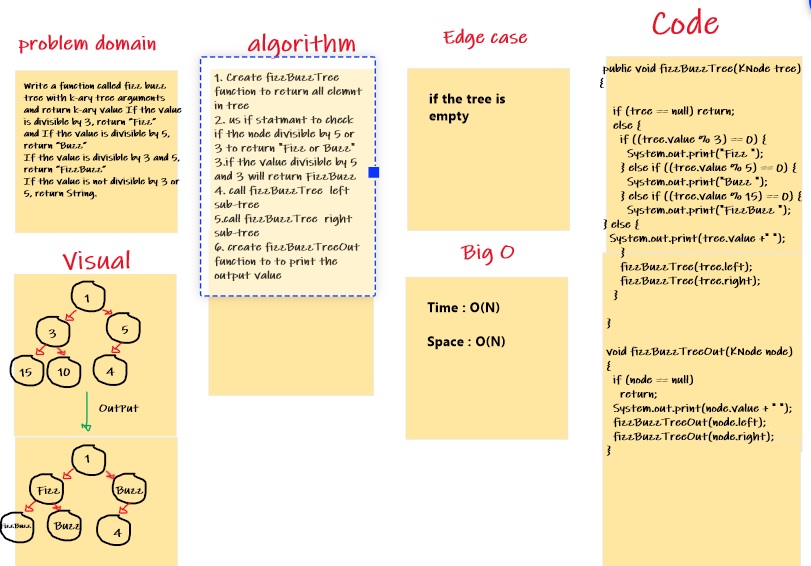 problem domain
Write a function called fizz buzz
tree with k-ary tree arguments
and return k-ary value If the value
is divisible by 3, return "Fizz"
and If the value is divisible by 5,
return "Buzz"
If the value is divisible by 3 and 5,
return "FizzBuzz"
If the value is not divisible by 3 or
5, return String.
Visual
1
3
5
15
10
4
Output
1
Fizz
Buzz
FizzBuzz
Buzz
4
algorithm
1. Create fizzBuzzTree
function to return all elemnt
in tree
2. us if statmant to check
if the node divisible by 5 or
3 to return "Fizz or Buzz"
3.if the value divisible by 5
and 3 will return FizzBuzz
4. call fizzBuzzTree left
sub-tree
5.call fizzBuzzTree right
sub-tree
6. create fizzBuzzTreeOut
function to to print the
output value
Edge case
if the tree is
empty
Big O
Time : O(N)
Space : O(N)
Code
public void fizzBuzzTree(KNode tree)
{
if (tree == null) return;
else {
if ((tree.value % 3) == 0) {
System.out.print("Fizz ");
} else if ((tree.value % 5) == 0) {
System.out.print("Buzz ");
} else if ((tree.value % 15) == 0) {
System.out.print("FizzBuzz ");
} else {
System.out.print(tree.value +" ");
}
fizzBuzzTree(tree.left);
fizzBuzzTree(tree.right);
}
}
void fizzBuzzTreeOut(KNode node)
{
if (node == null)
return;
System.out.print(node.value + " ");
fizzBuzzTreeOut(node.left);
fizzBuzzTreeOut(node.right);
}